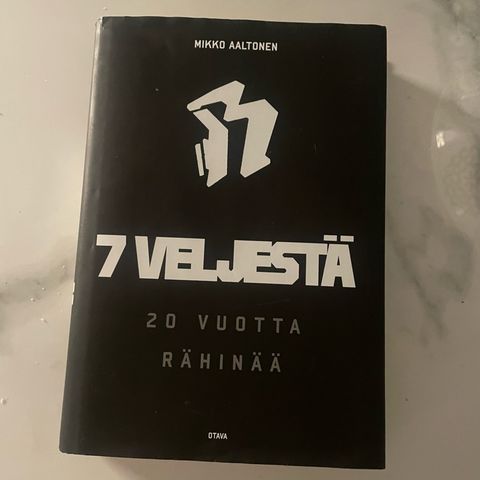 MIKKO AALTONEN
7 VELJESTÄ
20 VUOTTA
RÄHINÄÄ
OTAVA